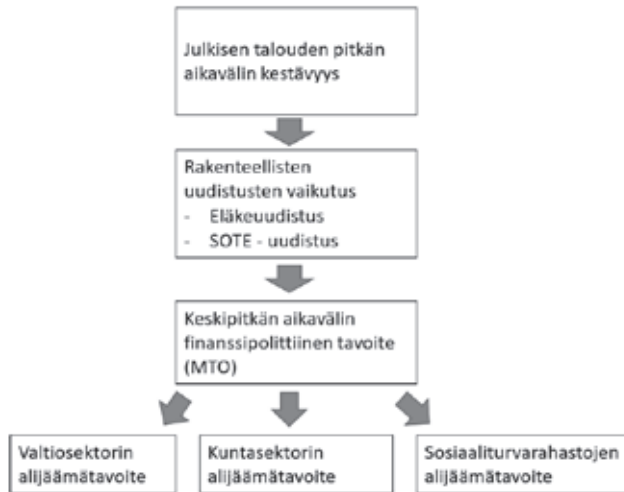 Julkisen talouden pitkän
aikavälin kestävyys
Rakenteellisten
uudistusten vaikutus
- Eläkeuudistus
- SOTE - uudistus
Keskipitkän aikavälin
finanssipolittiinen tavoite
(MTO)
Valtiosektorin
alijäämätavoite
Kuntasektorin
alijäämätavoite
Sosiaaliturvarahastojen
alijäämätavoite